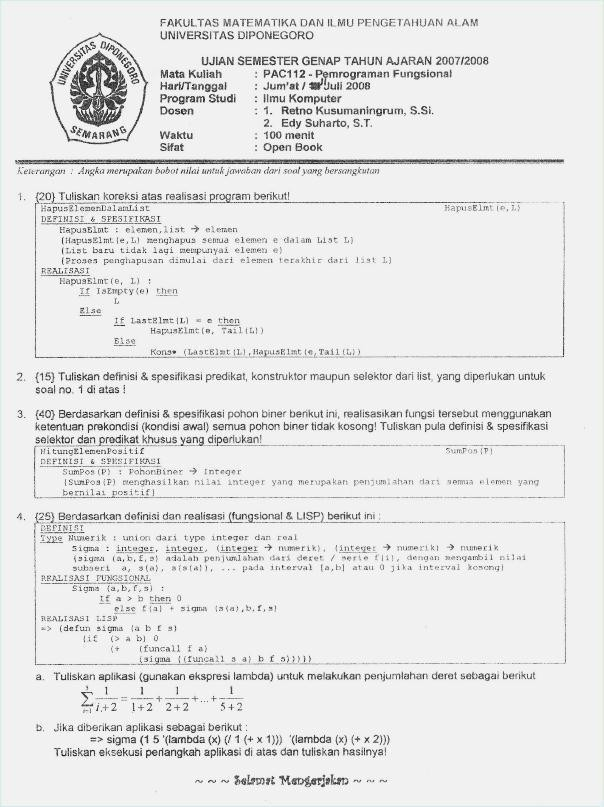 FAKULTAS MATEMATIKA DAN ILMU PENGETAHUAN ALAM
UNIVERSITAS DIPONEGORO
UNIVERSITAS DIPONEGORO
SEMARANG
UJIAN SEMESTER GENAP TAHUN AJARAN 2007/2008
Mata Kuliah : PAC112 - Pemrograman Fungsional
Hari/Tanggal : Jum'at / Juli 2008
Program Studi : Ilmu Komputer
Dosen : 1. Retno Kusumaningrum, S.Si.
2. Edy Suharto, S.T.
Waktu : 100 menit
Sifat : Open Book
Keterangan : Angka merupakan bobot nilai untuk jawaban dari soal yang bersangkutan
1. {20} Tuliskan koreksi atas realisasi program berikut!
HapusElemenDalamList HapusElmt(e,L)
DEFINISI & SPESIFIKASI
HapusElmt : elemen,list → elemen
{HapusElmt(e,L) menghapus semua elemen e dalam List L}
{List baru tidak lagi mempunyai elemen e}
{Proses penghapusan dimulai dari elemen terakhir dari list L}
REALISASI
HapusElmt(e, L) :
If IsEmpty(e) then
L
Else
If LastElmt(L) = e then
HapusElmt(e, Tail(L))
Else
Kons• (LastElmt(L),HapusElmt(e,Tail(L))
2. {15} Tuliskan definisi & spesifikasi predikat, konstruktor maupun selektor dari list, yang diperlukan untuk
soal no. 1 di atas !
3. {40} Berdasarkan definisi & spesifikasi pohon biner berikut ini, realisasikan fungsi tersebut menggunakan
ketentuan prekondisi (kondisi awal) semua pohon biner tidak kosong! Tuliskan pula definisi & spesifikasi
selektor dan predikat khusus yang diperlukan!
HitungElemenPositif SumPos(P)
DEFINISI & SPESIFIKASI
SumPos(P) : PohonBiner → Integer
{SumPos(P) menghasilkan nilai integer yang merupakan penjumlahan dari semua elemen yang
bernilai positif}
4. {25} Berdasarkan definisi dan realisasi (fungsional & LISP) berikut ini :
DEFINISI
Type Numerik : union dari type integer dan real
Sigma : integer, integer, (integer → numerik), (integer → numerik) → numerik
{sigma (a,b,f,s) adalah penjumlahan dari deret / serie f(i), dengan mengambil nilai
subseri a, s(a), s(s(a)), ... pada interval [a,b] atau 0 jika interval kosong}
REALISASI FUNGSIONAL
Sigma (a,b,f,s) :
If a > b then 0
else f(a) + sigma (s(a),b,f,s)
REALISASI LISP
=> (defun sigma (a b f s)
(if (> a b) 0
(+ (funcall f a)
(sigma ((funcall s a) b f s)))))
a. Tuliskan aplikasi (gunakan ekspresi lambda) untuk melakukan penjumlahan deret sebagai berikut
∑_{i=1}^{5} 1/(i+2) = 1/(1+2) + 1/(2+2) + ... + 1/(5+2)
b. Jika diberikan aplikasi sebagai berikut :
=> sigma (1 5 '(lambda (x) (/ 1 (+ x 1))) '(lambda (x) (+ x 2)))
Tuliskan eksekusi perlangkah aplikasi di atas dan tuliskan hasilnya!
~ ~ ~ Selamat Mengerjakan ~ ~ ~